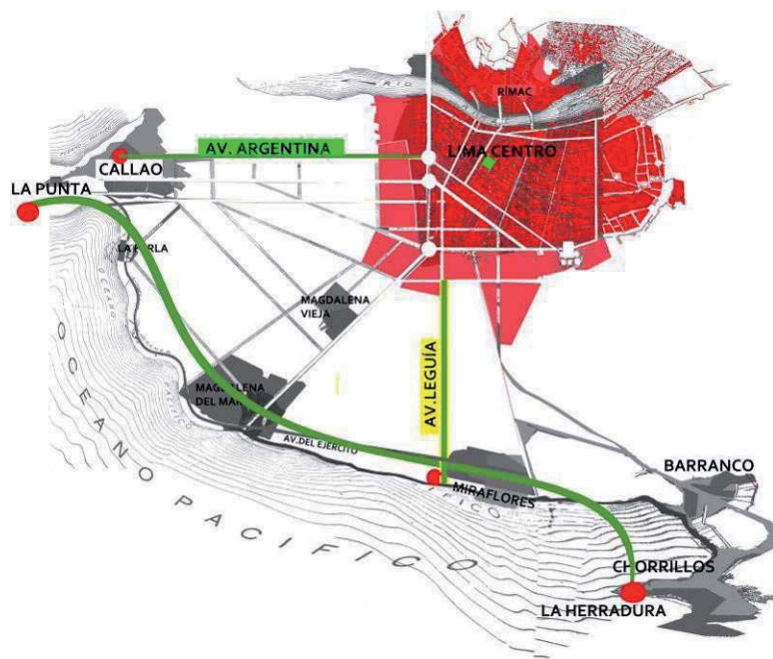 RIMAC
AV. ARGENTINA
LIMA CENTRO
CALLAO
LA PUNTA
LA PERLA
MAGDALENA
VIEJA
AV.LEGUÍA
MAGDALENA
DEL MAR
AV.DEL EJERCITO
BARRANCO
MIRAFLORES
OCEANO PACIFICO
CHORRILLOS
LA HERRADURA